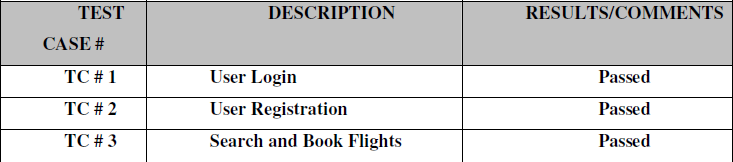 TEST CASE # DESCRIPTION RESULTS/COMMENTS
TC # 1 User Login Passed
TC # 2 User Registration Passed
TC # 3 Search and Book Flights Passed